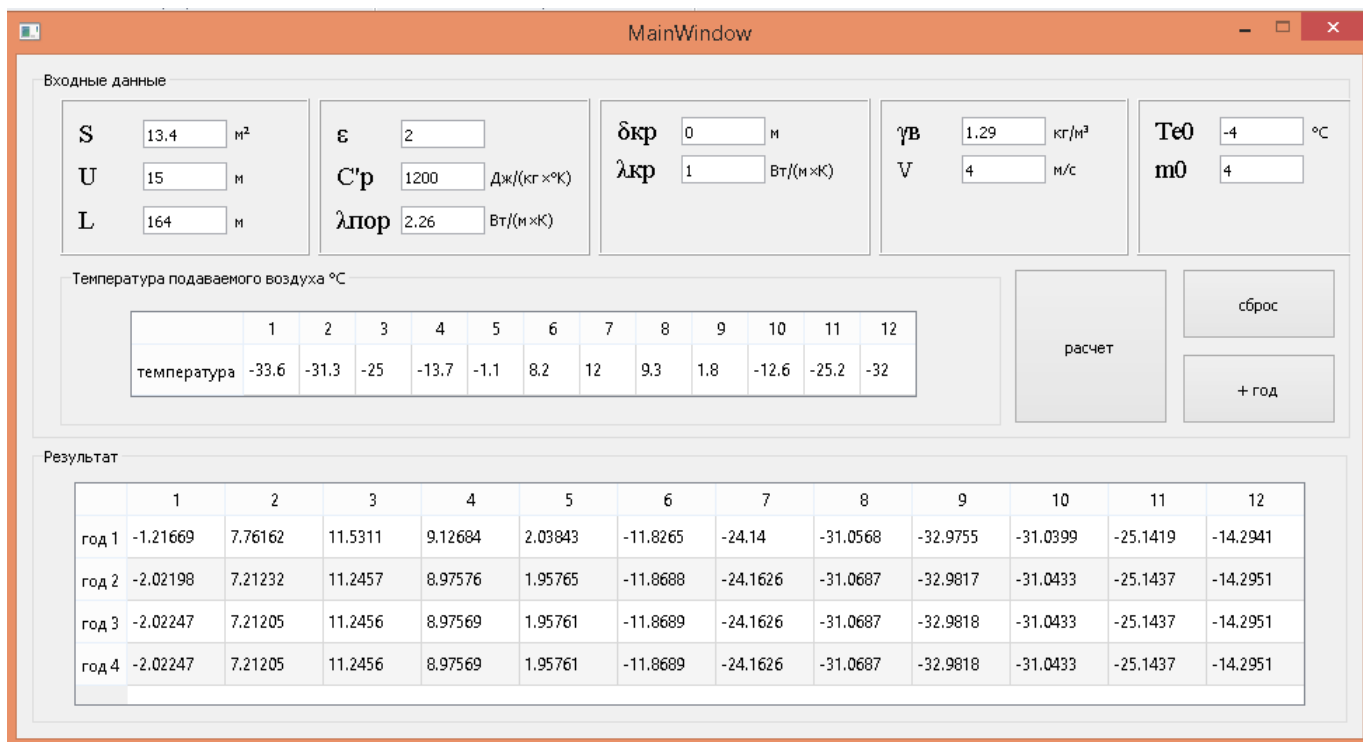 MainWindow
Входные данные
S 13.4 м² ε 2 δкр 0 м γв 1.29 кг/м³ Te0 -4 °C
U 15 м C'p 1200 Дж/(кг×°К) λкр 1 Вт/(м×К) V 4 м/с m0 4
L 164 м λпор 2.26 Вт/(м×К)
Температура подаваемого воздуха °C
1 2 3 4 5 6 7 8 9 10 11 12
температура -33.6 -31.3 -25 -13.7 -1.1 8.2 12 9.3 1.8 -12.6 -25.2 -32
расчет
сброс
+ год
Результат
1 2 3 4 5 6 7 8 9 10 11 12
год 1 -1.21669 7.76162 11.5311 9.12684 2.03843 -11.8265 -24.14 -31.0568 -32.9755 -31.0399 -25.1419 -14.2941
год 2 -2.02198 7.21232 11.2457 8.97576 1.95765 -11.8688 -24.1626 -31.0687 -32.9817 -31.0433 -25.1437 -14.2951
год 3 -2.02247 7.21205 11.2456 8.97569 1.95761 -11.8689 -24.1626 -31.0687 -32.9818 -31.0433 -25.1437 -14.2951
год 4 -2.02247 7.21205 11.2456 8.97569 1.95761 -11.8689 -24.1626 -31.0687 -32.9818 -31.0433 -25.1437 -14.2951